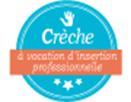 Crèche
à vocation d'insertion
professionnelle